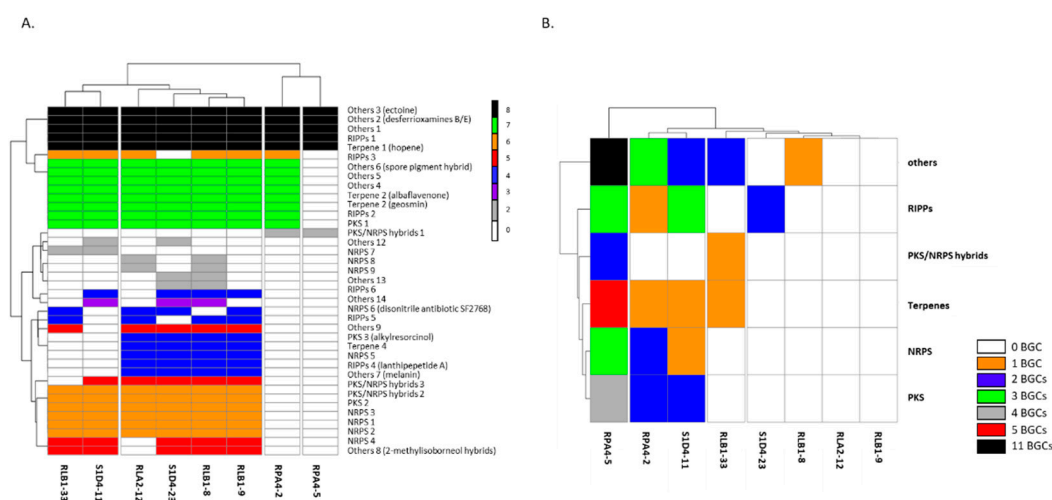 A.
B.
Others 3 (ectoine)
Others 2 (desferrioxamines B/E)
Others 1
RIPPs 1
Terpene 1 (hopene)
RIPPs 3
Others 6 (spore pigment hybrid)
Others 5
Others 4
Terpene 2 (albaflavenone)
Terpene 2 (geosmin)
RIPPs 2
PKS 1
PKS/NRPS hybrids 1
Others 12
NRPS 7
NRPS 8
NRPS 9
Others 13
RIPPs 6
Others 14
NRPS 6 (disonitrile antibiotic SF2768)
RIPPs 5
Others 9
PKS 3 (alkylresorcinol)
Terpene 4
NRPS 5
RIPPs 4 (lanthipeptide A)
Others 7 (melanin)
PKS/NRPS hybrids 3
PKS/NRPS hybrids 2
PKS 2
NRPS 3
NRPS 1
NRPS 2
NRPS 4
Others 8 (2-methylisoborneol hybrids)
8
7
6
5
4
3
2
0
RLB1-33
S1D4-11
RLA2-12
S1D4-23
RLB1-8
RLB1-9
RPA4-2
RPA4-5
others
RIPPs
PKS/NRPS hybrids
Terpenes
NRPS
PKS
RPA4-5
RPA4-2
S1D4-11
RLB1-33
S1D4-23
RLB1-8
RLA2-12
RLB1-9
0 BGC
1 BGC
2 BGCs
3 BGCs
4 BGCs
5 BGCs
11 BGCs